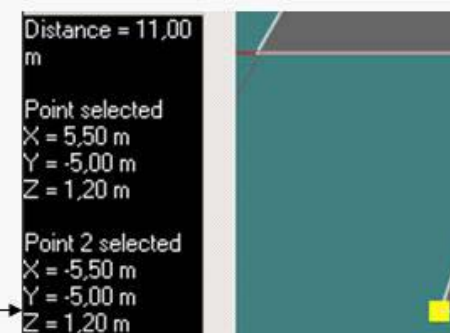 Distance = 11,00
m
Point selected
X = 5,50 m
Y = -5,00 m
Z = 1,20 m
Point 2 selected
X = -5,50 m
Y = -5,00 m
Z = 1,20 m